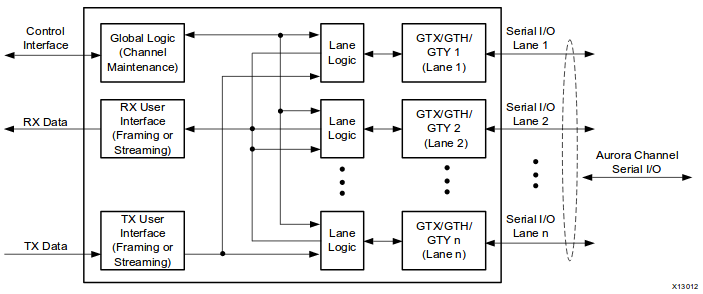 Control
Interface
Global Logic
(Channel
Maintenance)
Lane
Logic
GTX/GTH/
GTY 1
(Lane 1)
Serial I/O
Lane 1
RX Data
RX User
Interface
(Framing or
Streaming)
Lane
Logic
GTX/GTH/
GTY 2
(Lane 2)
Serial I/O
Lane 2
Aurora Channel
Serial I/O
TX Data
TX User
Interface
(Framing or
Streaming)
Lane
Logic
GTX/GTH/
GTY n
(Lane n)
Serial I/O
Lane n
X13012